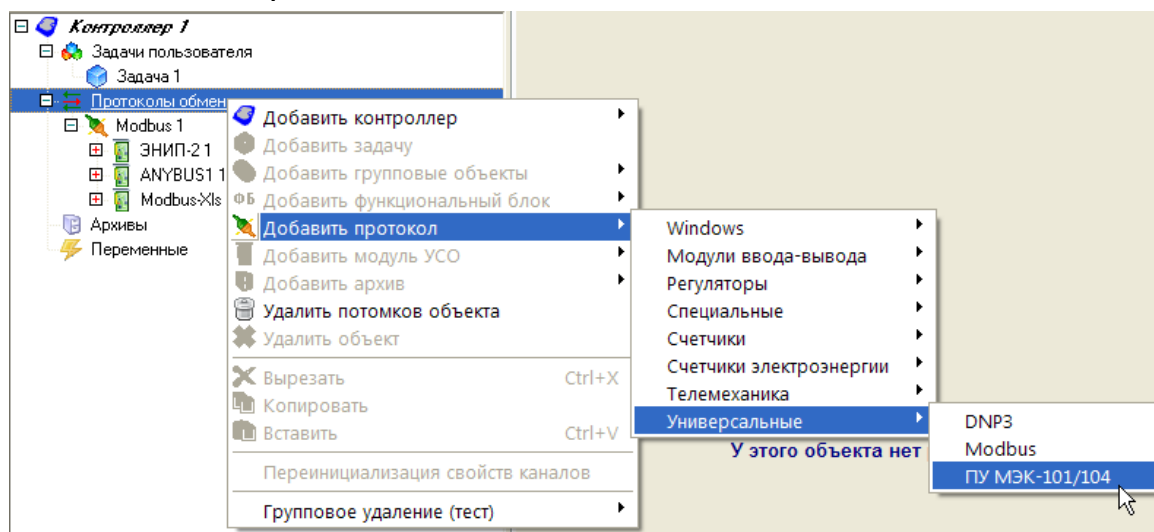 Контроллер 1
Задачи пользователя
Задача 1
Протоколы обмен
Modbus 1
ЭНИП-2 1
ANYBUS1 1
Modbus-Xls
Архивы
Переменные
Добавить контроллер
Добавить задачу
Добавить групповые объекты
ФБ Добавить функциональный блок
Добавить протокол
Добавить модуль УСО
Добавить архив
Удалить потомков объекта
Удалить объект
Вырезать Ctrl+X
Копировать
Вставить Ctrl+V
Переинициализация свойств каналов
Групповое удаление (тест)
Windows
Модули ввода-вывода
Регуляторы
Специальные
Счетчики
Счетчики электроэнергии
Телемеханика
Универсальные
DNP3
Modbus
ПУ МЭК-101/104
У этого объекта нет